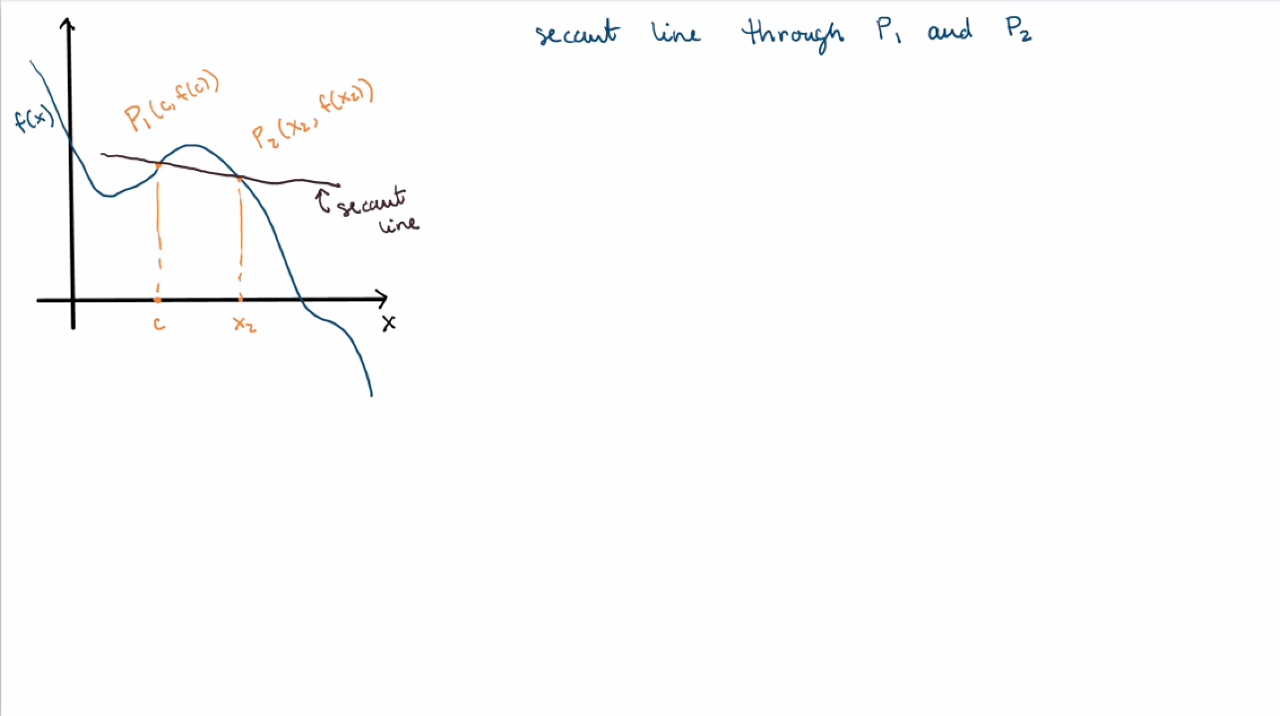 secant line through P₁ and P₂
P₁(c, f(c))
P₂(x₂, f(x₂))
f(x)
secant
line
c
x₂
x